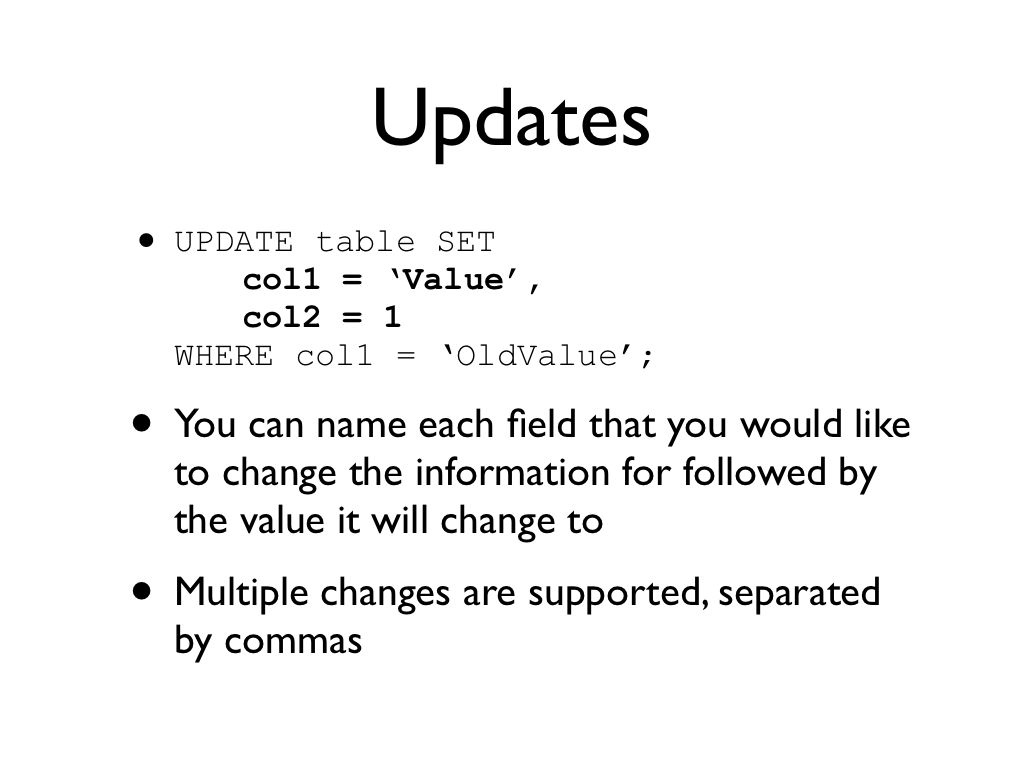 Updates
• UPDATE table SET
col1 = ‘Value’,
col2 = 1
WHERE col1 = ‘OldValue’;
• You can name each field that you would like
to change the information for followed by
the value it will change to
• Multiple changes are supported, separated
by commas